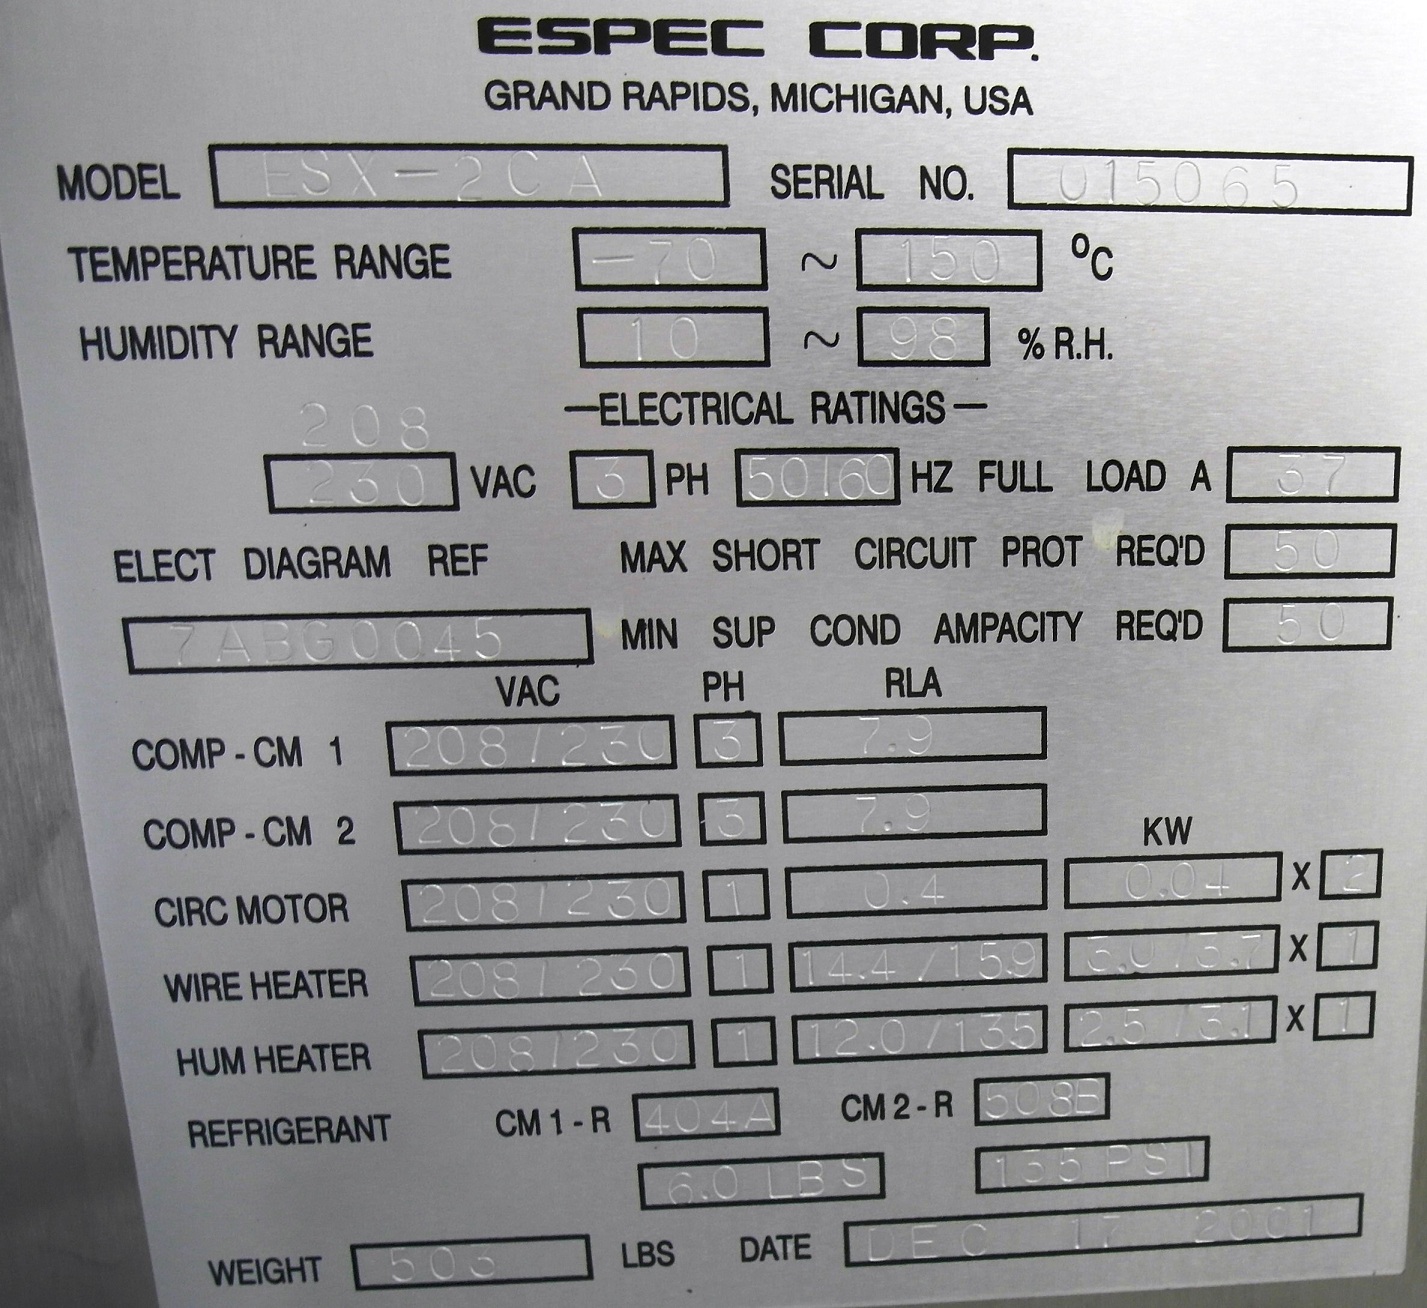 ESPEC CORP.
GRAND RAPIDS, MICHIGAN, USA
MODEL ESX-2CA SERIAL NO. 015065
TEMPERATURE RANGE -70 ~ 150 °C
HUMIDITY RANGE 10 ~ 98 % R.H.
—ELECTRICAL RATINGS—
208
230 VAC 3 PH 50/60 HZ FULL LOAD A 37
ELECT DIAGRAM REF MAX SHORT CIRCUIT PROT REQ'D 50
7ABG0045 MIN SUP COND AMPACITY REQ'D 50
VAC PH RLA
COMP-CM 1 208/230 3 7.9
COMP-CM 2 208/230 3 7.9
KW
CIRC MOTOR 208/230 1 0.4 0.04 X 2
WIRE HEATER 208/230 1 14.4/15.9 3.0/3.7 X 1
HUM HEATER 208/230 1 12.0/13.5 2.5/3.1 X 1
REFRIGERANT CM 1-R 404A CM 2-R 508B
6.0 LBS 135 PSI
WEIGHT 503 LBS DATE DEC 17 2001